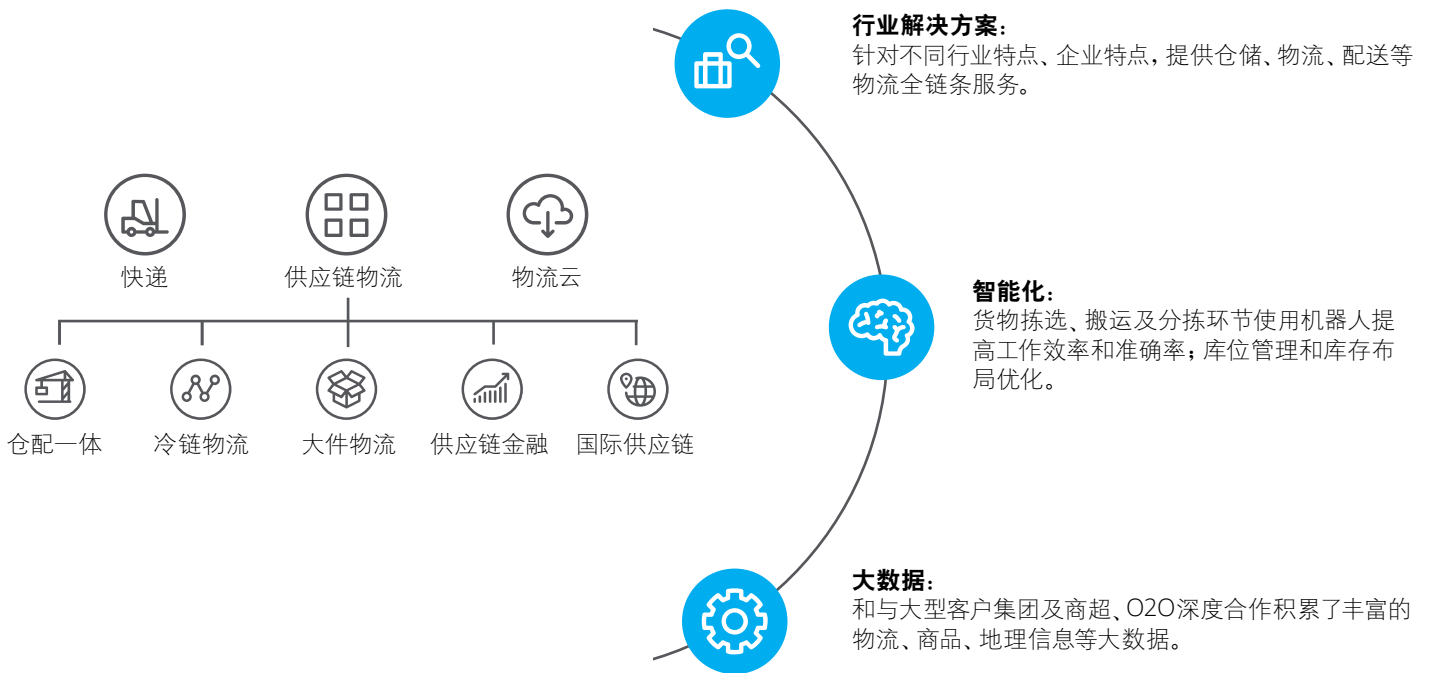 快递
供应链物流
物流云
仓配一体
冷链物流
大件物流
供应链金融
国际供应链
行业解决方案：
针对不同行业特点、企业特点，提供仓储、物流、配送等
物流全链条服务。
智能化：
货物拣选、搬运及分拣环节使用机器人提
高工作效率和准确率；库位管理和库存布
局优化。
大数据：
和与大型客户集团及商超、O2O深度合作积累了丰富的
物流、商品、地理信息等大数据。